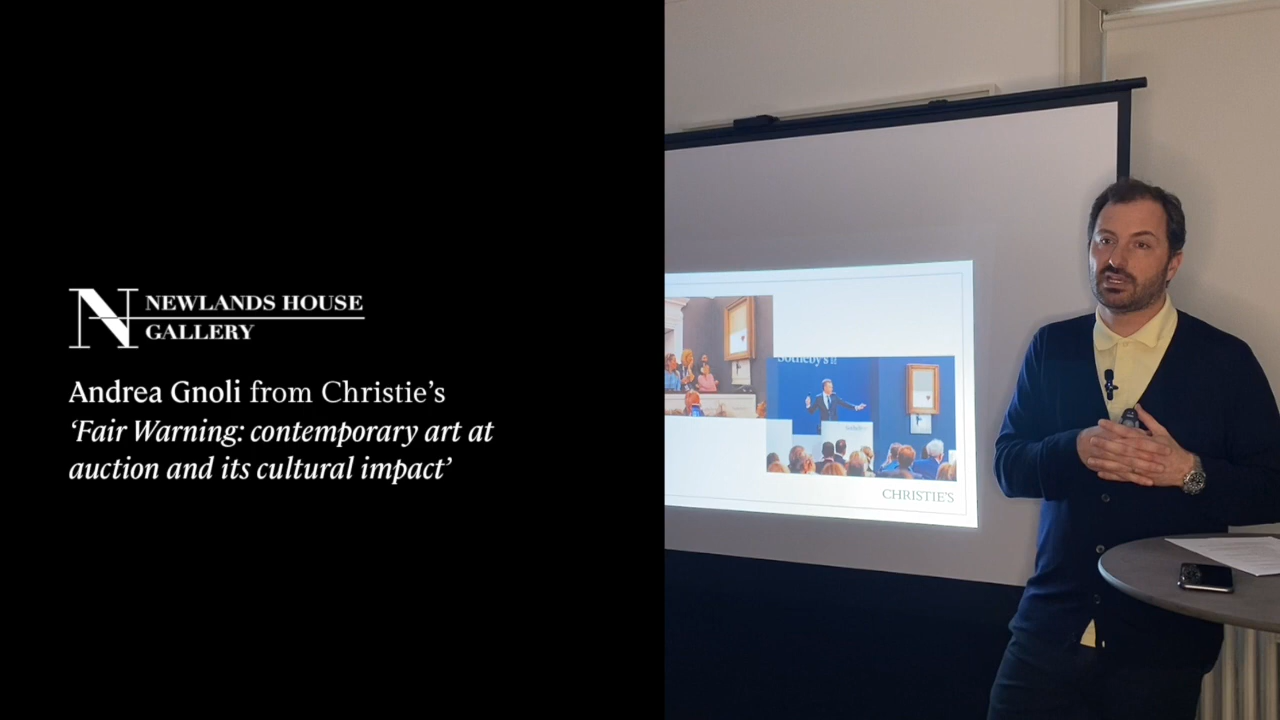 NEWLANDS HOUSE
GALLERY
Andrea Gnoli from Christie’s
‘Fair Warning: contemporary art at
auction and its cultural impact’
Sotheby's
CHRISTIE'S